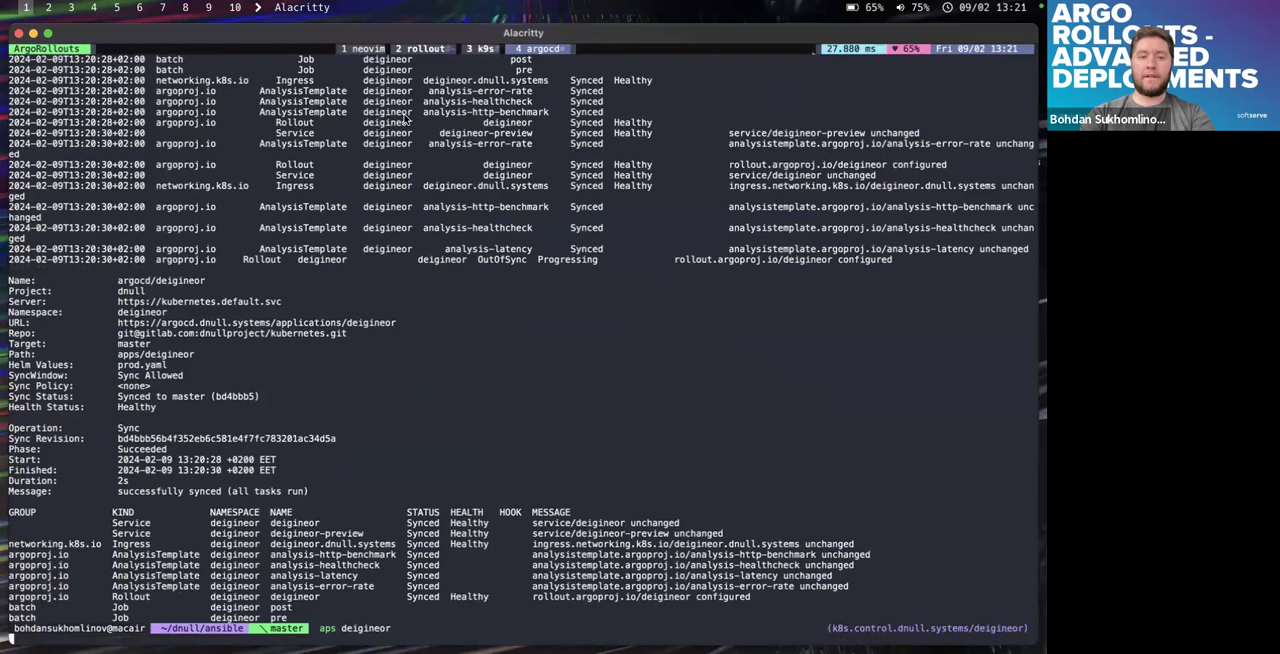 1 2 3 4 5 6 7 8 9 10 > Alacritty 65% 75% 09/02 13:21
Alacritty
ArgoRollouts 1 neovim 2 rollout- 3 k9s 4 argocd 27.880 ms ♥ 65% Fri 09/02 13:21
2024-02-09T13:20:28+02:00 batch Job deigineor post
2024-02-09T13:20:28+02:00 batch Job deigineor pre
2024-02-09T13:20:28+02:00 networking.k8s.io Ingress deigineor deigineor.dnull.systems Synced Healthy
2024-02-09T13:20:28+02:00 argoproj.io AnalysisTemplate deigineor analysis-error-rate Synced
2024-02-09T13:20:28+02:00 argoproj.io AnalysisTemplate deigineor analysis-healthcheck Synced
2024-02-09T13:20:28+02:00 argoproj.io AnalysisTemplate deigineor analysis-http-benchmark Synced
2024-02-09T13:20:28+02:00 argoproj.io Rollout deigineor deigineor Synced Healthy
2024-02-09T13:20:30+02:00 Service deigineor deigineor-preview Synced Healthy service/deigineor-preview unchanged
2024-02-09T13:20:30+02:00 argoproj.io AnalysisTemplate deigineor analysis-error-rate Synced analysistemplate.argoproj.io/analysis-error-rate unchang
ed
2024-02-09T13:20:30+02:00 argoproj.io Rollout deigineor deigineor Synced Healthy rollout.argoproj.io/deigineor configured
2024-02-09T13:20:30+02:00 Service deigineor deigineor Synced Healthy service/deigineor unchanged
2024-02-09T13:20:30+02:00 networking.k8s.io Ingress deigineor deigineor.dnull.systems Synced Healthy ingress.networking.k8s.io/deigineor.dnull.systems unchan
ged
2024-02-09T13:20:30+02:00 argoproj.io AnalysisTemplate deigineor analysis-http-benchmark Synced analysistemplate.argoproj.io/analysis-http-benchmark unc
hanged
2024-02-09T13:20:30+02:00 argoproj.io AnalysisTemplate deigineor analysis-healthcheck Synced analysistemplate.argoproj.io/analysis-healthcheck unchan
ged
2024-02-09T13:20:30+02:00 argoproj.io AnalysisTemplate deigineor analysis-latency Synced analysistemplate.argoproj.io/analysis-latency unchanged
2024-02-09T13:20:30+02:00 argoproj.io Rollout deigineor deigineor OutOfSync Progressing rollout.argoproj.io/deigineor configured
Name: argocd/deigineor
Project: dnull
Server: https://kubernetes.default.svc
Namespace: deigineor
URL: https://argocd.dnull.systems/applications/deigineor
Repo: git@gitlab.com:dnullproject/kubernetes.git
Target: master
Path: apps/deigineor
Helm Values: prod.yaml
SyncWindow: Sync Allowed
Sync Policy: <none>
Sync Status: Synced to master (bd4bbb5)
Health Status: Healthy
Operation: Sync
Sync Revision: bd4bbb56b4f352eb6c581e4f7fc783201ac34d5a
Phase: Succeeded
Start: 2024-02-09 13:20:28 +0200 EET
Finished: 2024-02-09 13:20:30 +0200 EET
Duration: 2s
Message: successfully synced (all tasks run)
GROUP KIND NAMESPACE NAME STATUS HEALTH HOOK MESSAGE
Service deigineor deigineor Synced Healthy service/deigineor unchanged
Service deigineor deigineor-preview Synced Healthy service/deigineor-preview unchanged
networking.k8s.io Ingress deigineor deigineor.dnull.systems Synced Healthy ingress.networking.k8s.io/deigineor.dnull.systems unchanged
argoproj.io AnalysisTemplate deigineor analysis-http-benchmark Synced analysistemplate.argoproj.io/analysis-http-benchmark unchanged
argoproj.io AnalysisTemplate deigineor analysis-healthcheck Synced analysistemplate.argoproj.io/analysis-healthcheck unchanged
argoproj.io AnalysisTemplate deigineor analysis-latency Synced analysistemplate.argoproj.io/analysis-latency unchanged
argoproj.io AnalysisTemplate deigineor analysis-error-rate Synced analysistemplate.argoproj.io/analysis-error-rate unchanged
argoproj.io Rollout deigineor deigineor Synced Healthy rollout.argoproj.io/deigineor configured
batch Job deigineor post
batch Job deigineor pre
bohdansukhomlinov@macair ~/dnull/ansible master aps deigineor (k8s.control.dnull.systems/deigineor)
ARGO
ROLLOUTS -
ADVANCED
DEPLOYMENTS
Bohdan Sukhomlino...
softserve